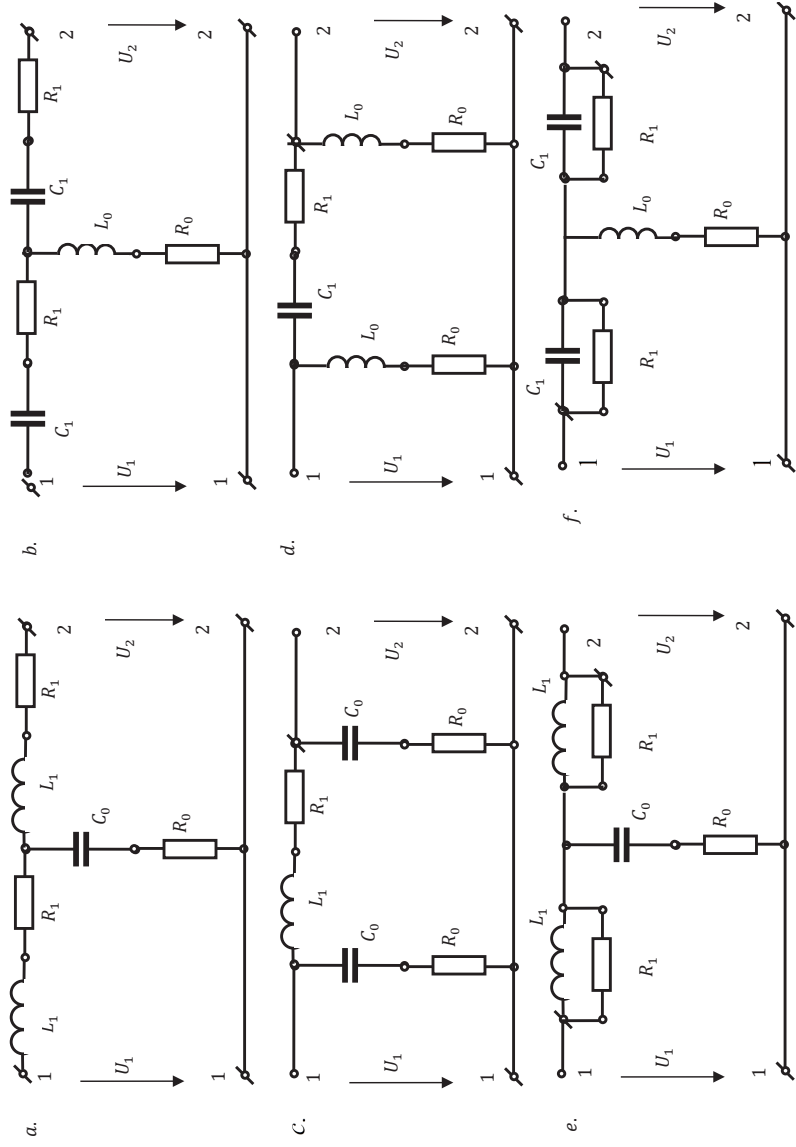 a.
1
L₁
R₁
L₁
R₁
2
C₀
R₀
U₁
U₂
1
2
b.
1
C₁
R₁
C₁
R₁
2
L₀
R₀
U₁
U₂
1
2
c.
1
L₁
R₁
2
C₀
C₀
R₀
R₀
U₁
U₂
1
2
d.
1
C₁
R₁
2
L₀
L₀
R₀
R₀
U₁
U₂
1
2
e.
L₁
L₁
1
2
R₁
R₁
C₀
R₀
U₁
U₂
1
2
f.
C₁
C₁
1
2
R₁
R₁
L₀
R₀
U₁
U₂
1
2